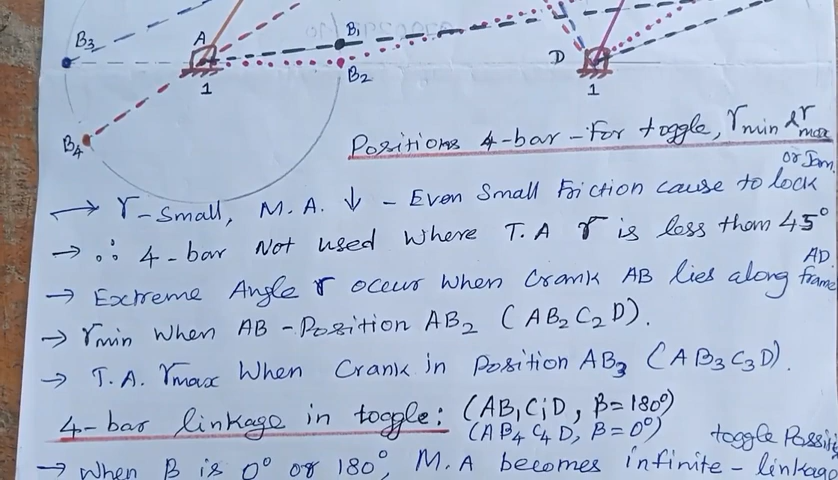 B3
A
B1
B2
D
1
1
B4
Positions 4-bar - For toggle, γmin & γmax
or Jam.
→ γ-Small, M.A. ↓ - Even Small Friction cause to lock
→ ∴ 4-bar Not used Where T.A γ is less than 45°
→ Extreme Angle γ occur when Crank AB lies along AD frame
→ γmin When AB - Position AB2 (AB2C2D).
→ T.A. γmax When Crank in Position AB3 (AB3C3D).
4-bar linkage in toggle: (AB1C1D, β=180°)
(AB4C4D, β=0°) toggle
→ When β is 0° or 180°, M.A becomes infinite - linkage